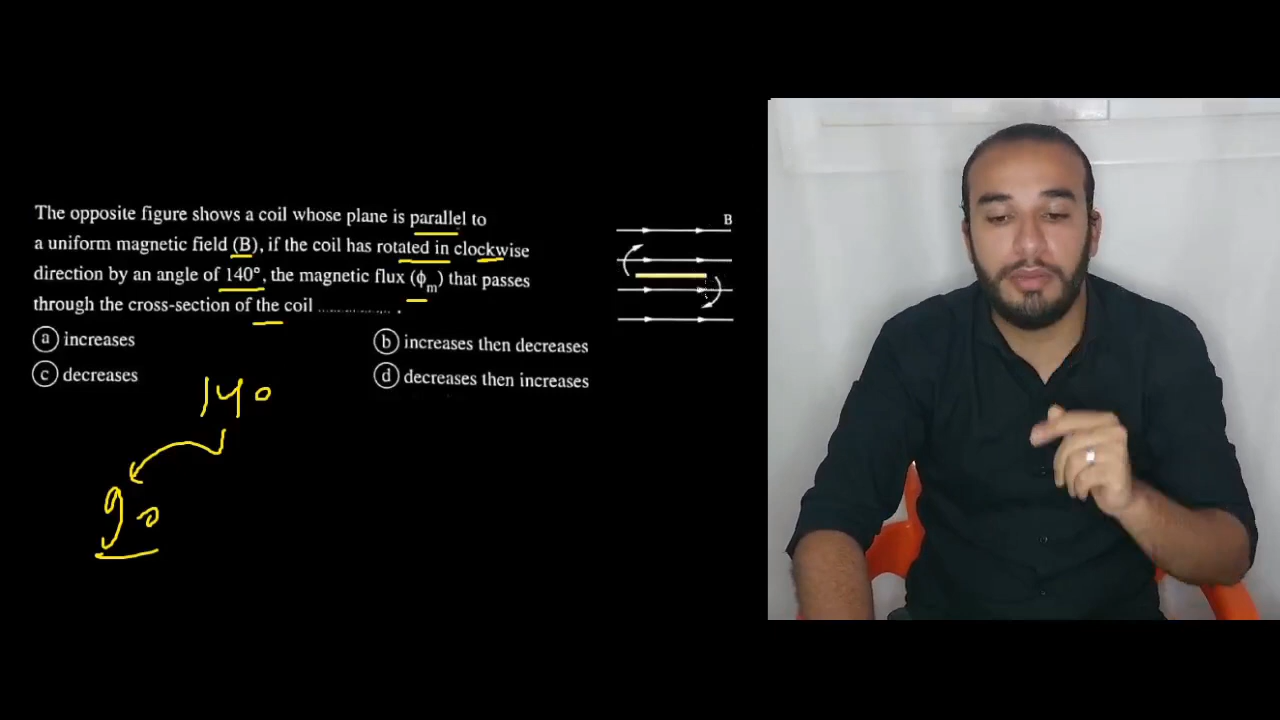 The opposite figure shows a coil whose plane is parallel to
a uniform magnetic field (B), if the coil has rotated in clockwise
direction by an angle of 140°, the magnetic flux (ϕm) that passes
through the cross-section of the coil .................. .
a increases
b increases then decreases
c decreases
d decreases then increases
B
140
90